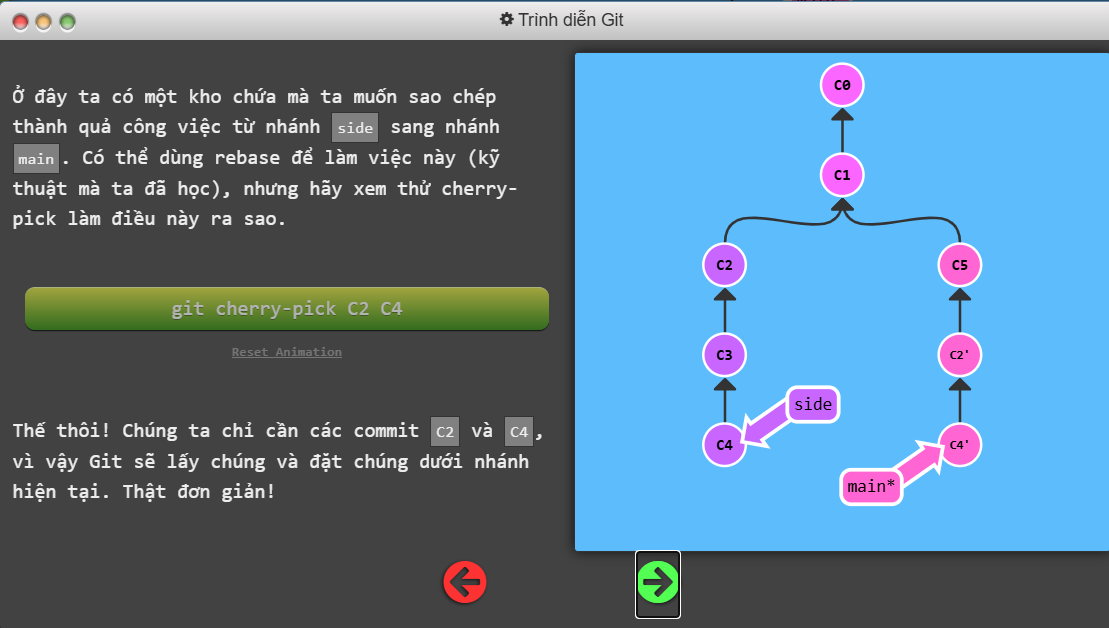 Trình diễn Git
Ở đây ta có một kho chứa mà ta muốn sao chép
thành quả công việc từ nhánh side sang nhánh
main. Có thể dùng rebase để làm việc này (kỹ
thuật mà ta đã học), nhưng hãy xem thử cherry-
pick làm điều này ra sao.
git cherry-pick C2 C4
Reset Animation
Thế thôi! Chúng ta chỉ cần các commit C2 và C4,
vì vậy Git sẽ lấy chúng và đặt chúng dưới nhánh
hiện tại. Thật đơn giản!
C0
C1
C2
C5
C3
C2'
side
C4
C4'
main*